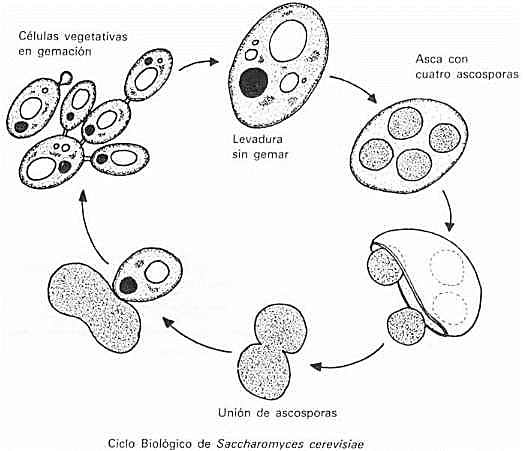 Células vegetativas
en gemación
Levadura
sin gemar
Asca con
cuatro ascosporas
Unión de ascosporas
Ciclo Biológico de Saccharomyces cerevisiae